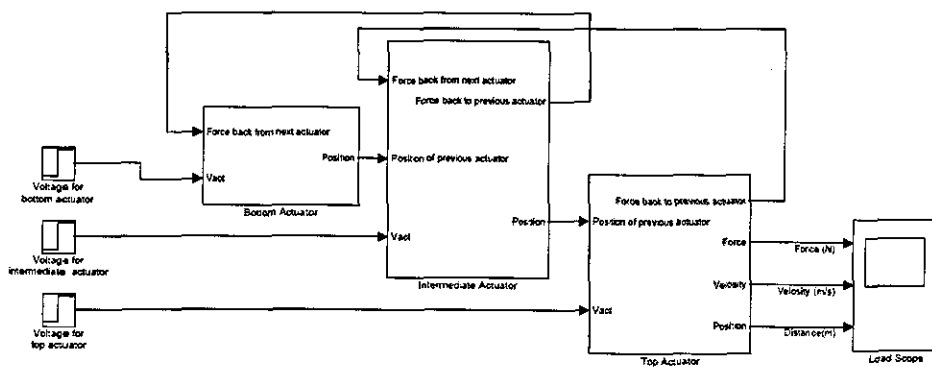 Force back from next actuator
Force back to previous actuator
Force back from next actuator
Position
Position of previous actuator
Vact
Voltage for
bottom actuator
Bottom Actuator
Force back to previous actuator
Position
Position of previous actuator
Vact
Force
Force (N)
Voltage for
intermediate actuator
Intermediate Actuator
Velocity
Velosity (m/s)
Vact
Position
Distance(m)
Voltage for
top actuator
Top Actuator
Load Scope